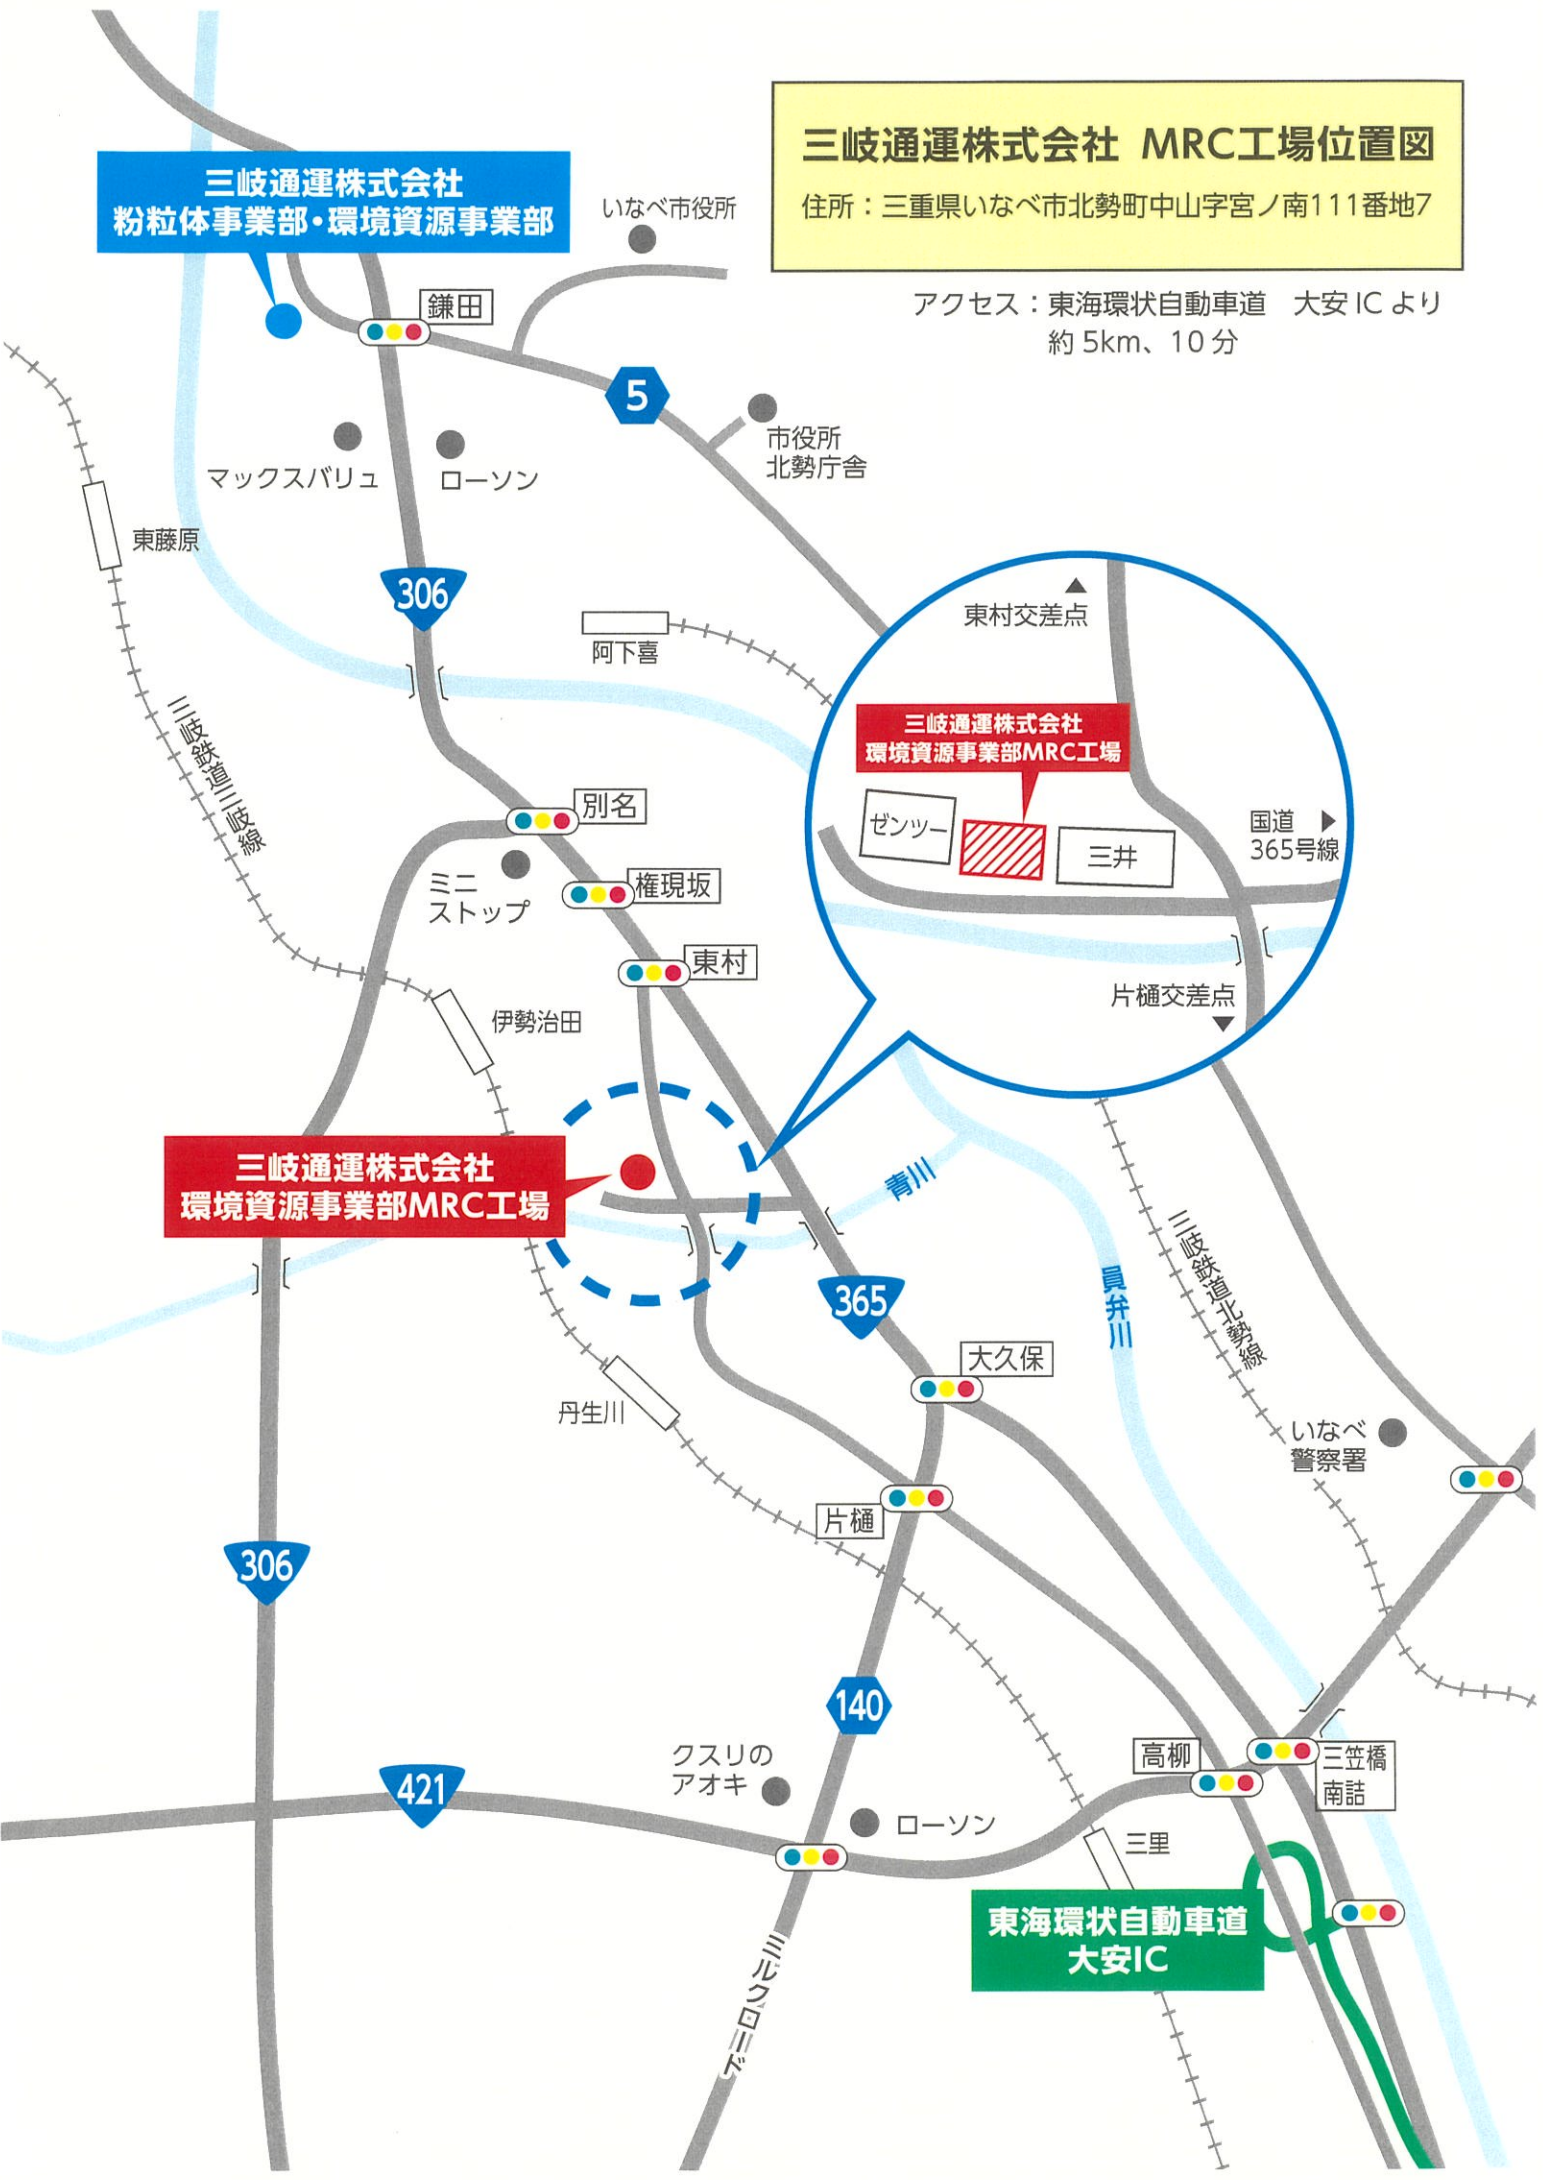 三岐通運株式会社 MRC工場位置図
住所：三重県いなべ市北勢町中山字宮ノ南111番地7
アクセス：東海環状自動車道 大安ICより
約5km、10分
三岐通運株式会社
粉粒体事業部・環境資源事業部
いなべ市役所
鎌田
5
市役所
北勢庁舎
マックスバリュ
ローソン
東藤原
306
阿下喜
東村交差点
三岐通運株式会社
環境資源事業部MRC工場
ゼンツー
三井
国道
365号線
片樋交差点
三岐鉄道三岐線
別名
ミニ
ストップ
権現坂
東村
伊勢治田
三岐通運株式会社
環境資源事業部MRC工場
青川
員弁川
三岐鉄道北勢線
365
大久保
丹生川
いなべ
警察署
片樋
306
140
421
クスリの
アオキ
ローソン
高柳
三笠橋
南詰
三里
東海環状自動車道
大安IC
ミルクロード